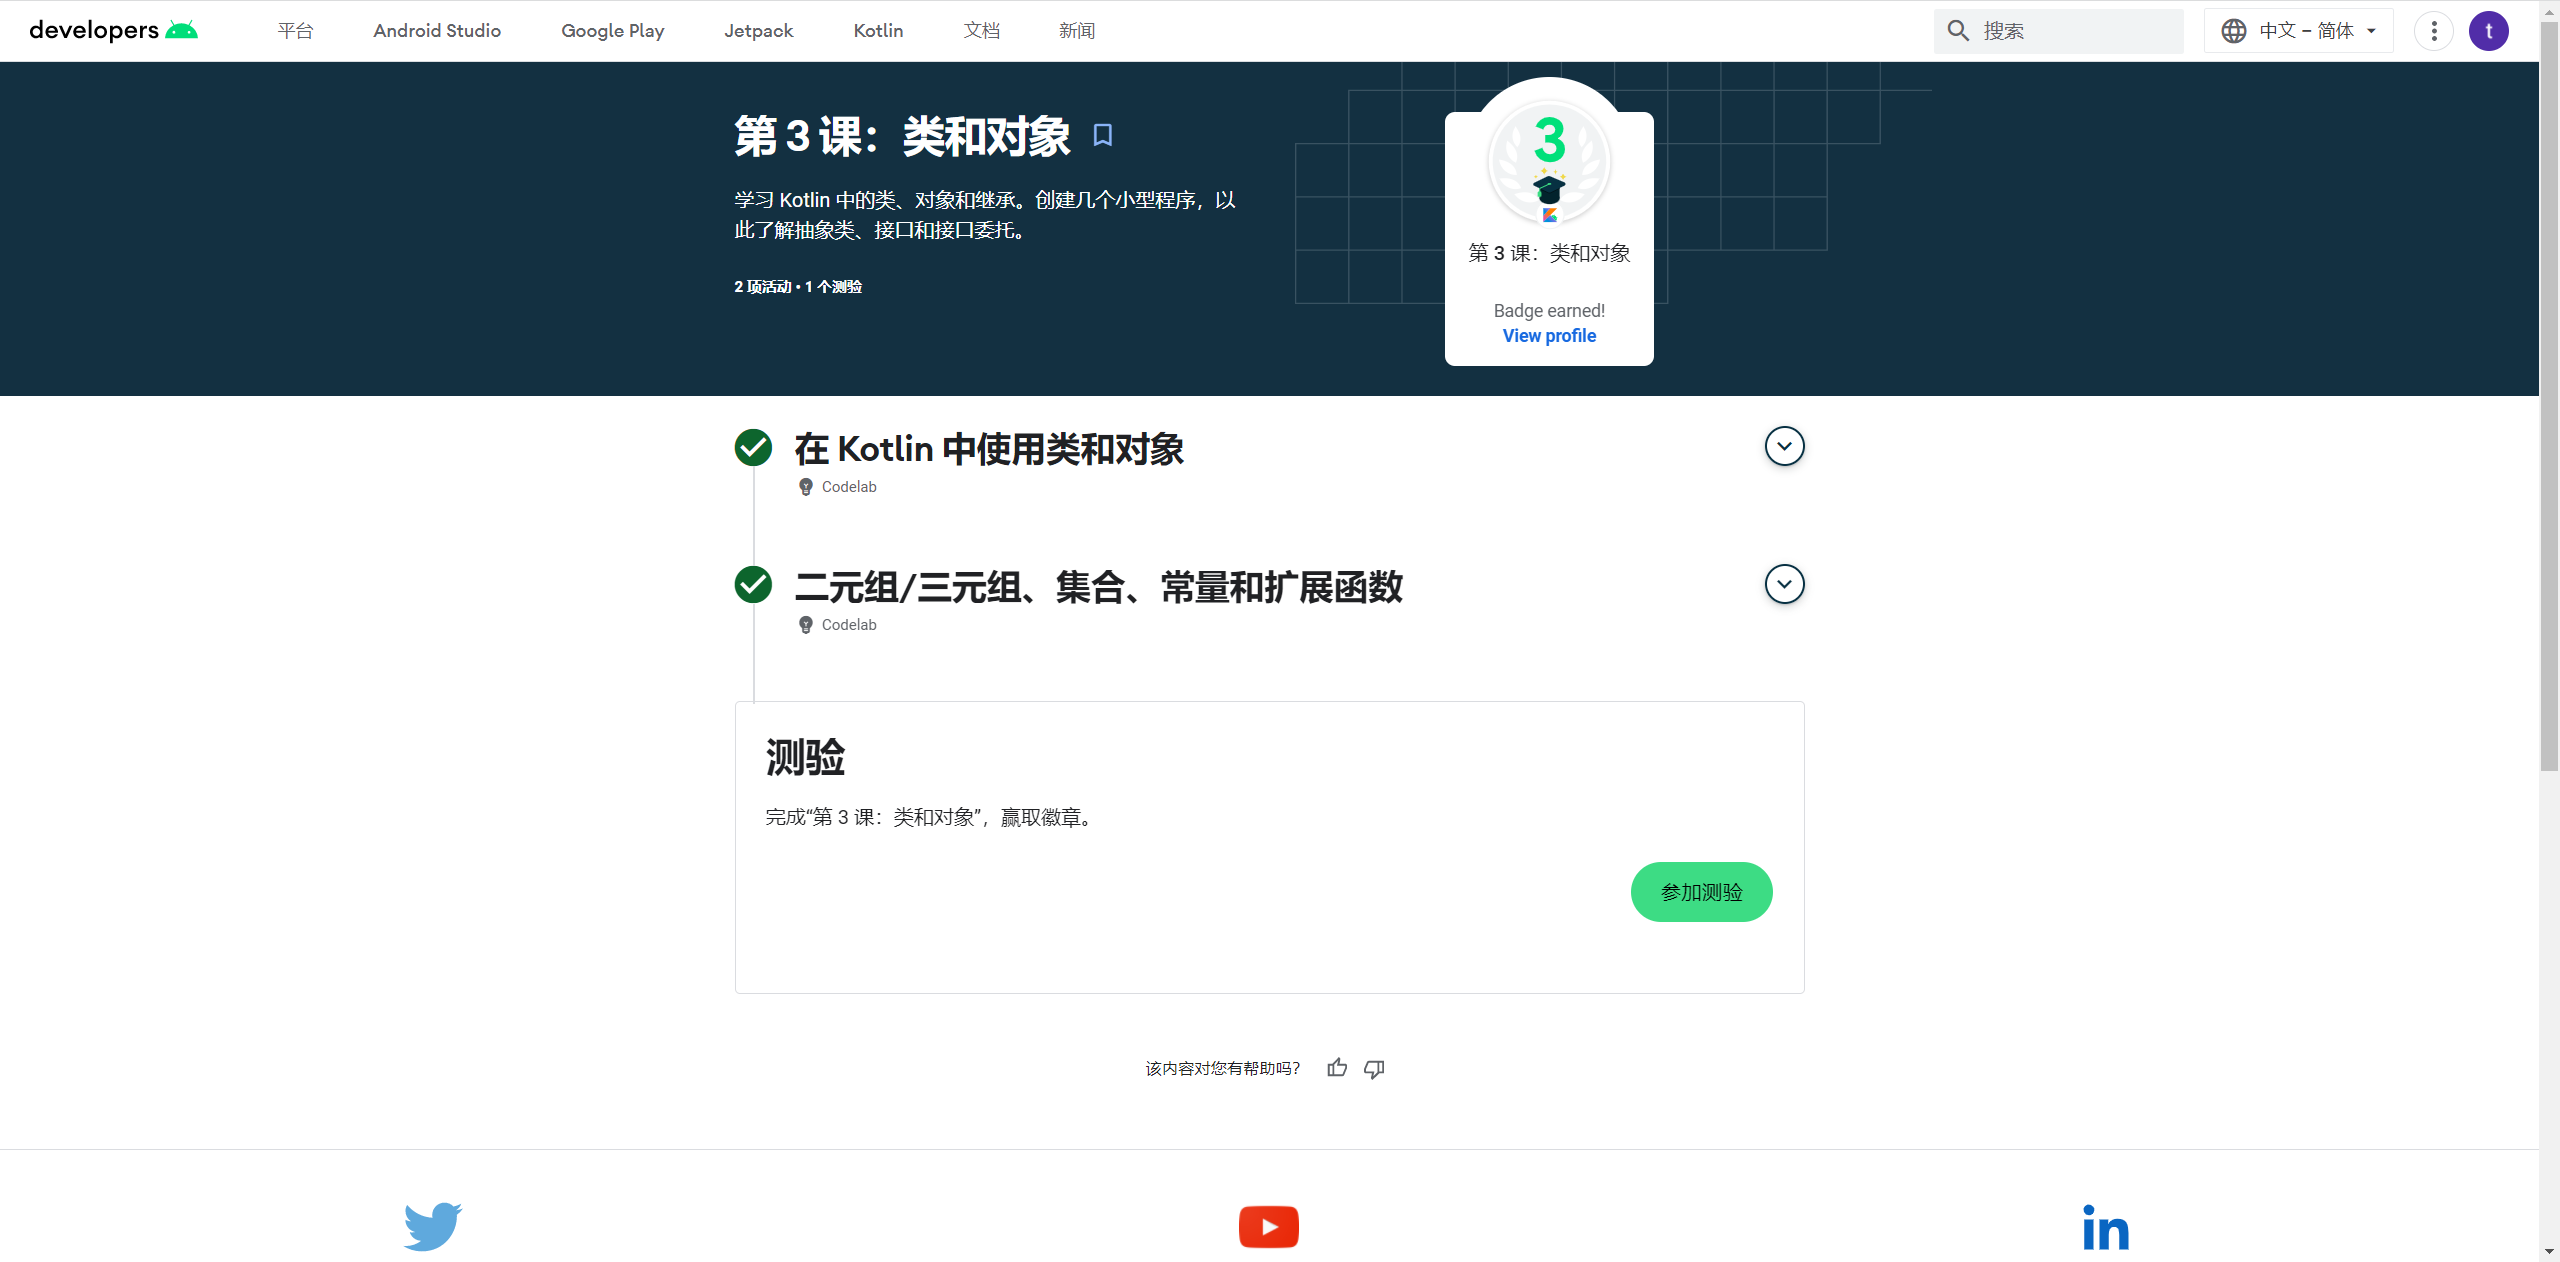 developers
平台
Android Studio
Google Play
Jetpack
Kotlin
文档
新闻
搜索
中文 – 简体
t
第 3 课：类和对象
学习 Kotlin 中的类、对象和继承。创建几个小型程序，以
此了解抽象类、接口和接口委托。
2 项活动 • 1 个测验
3
第 3 课：类和对象
Badge earned!
View profile
在 Kotlin 中使用类和对象
Codelab
二元组/三元组、集合、常量和扩展函数
Codelab
测验
完成“第 3 课：类和对象”，赢取徽章。
参加测验
该内容对您有帮助吗？
in